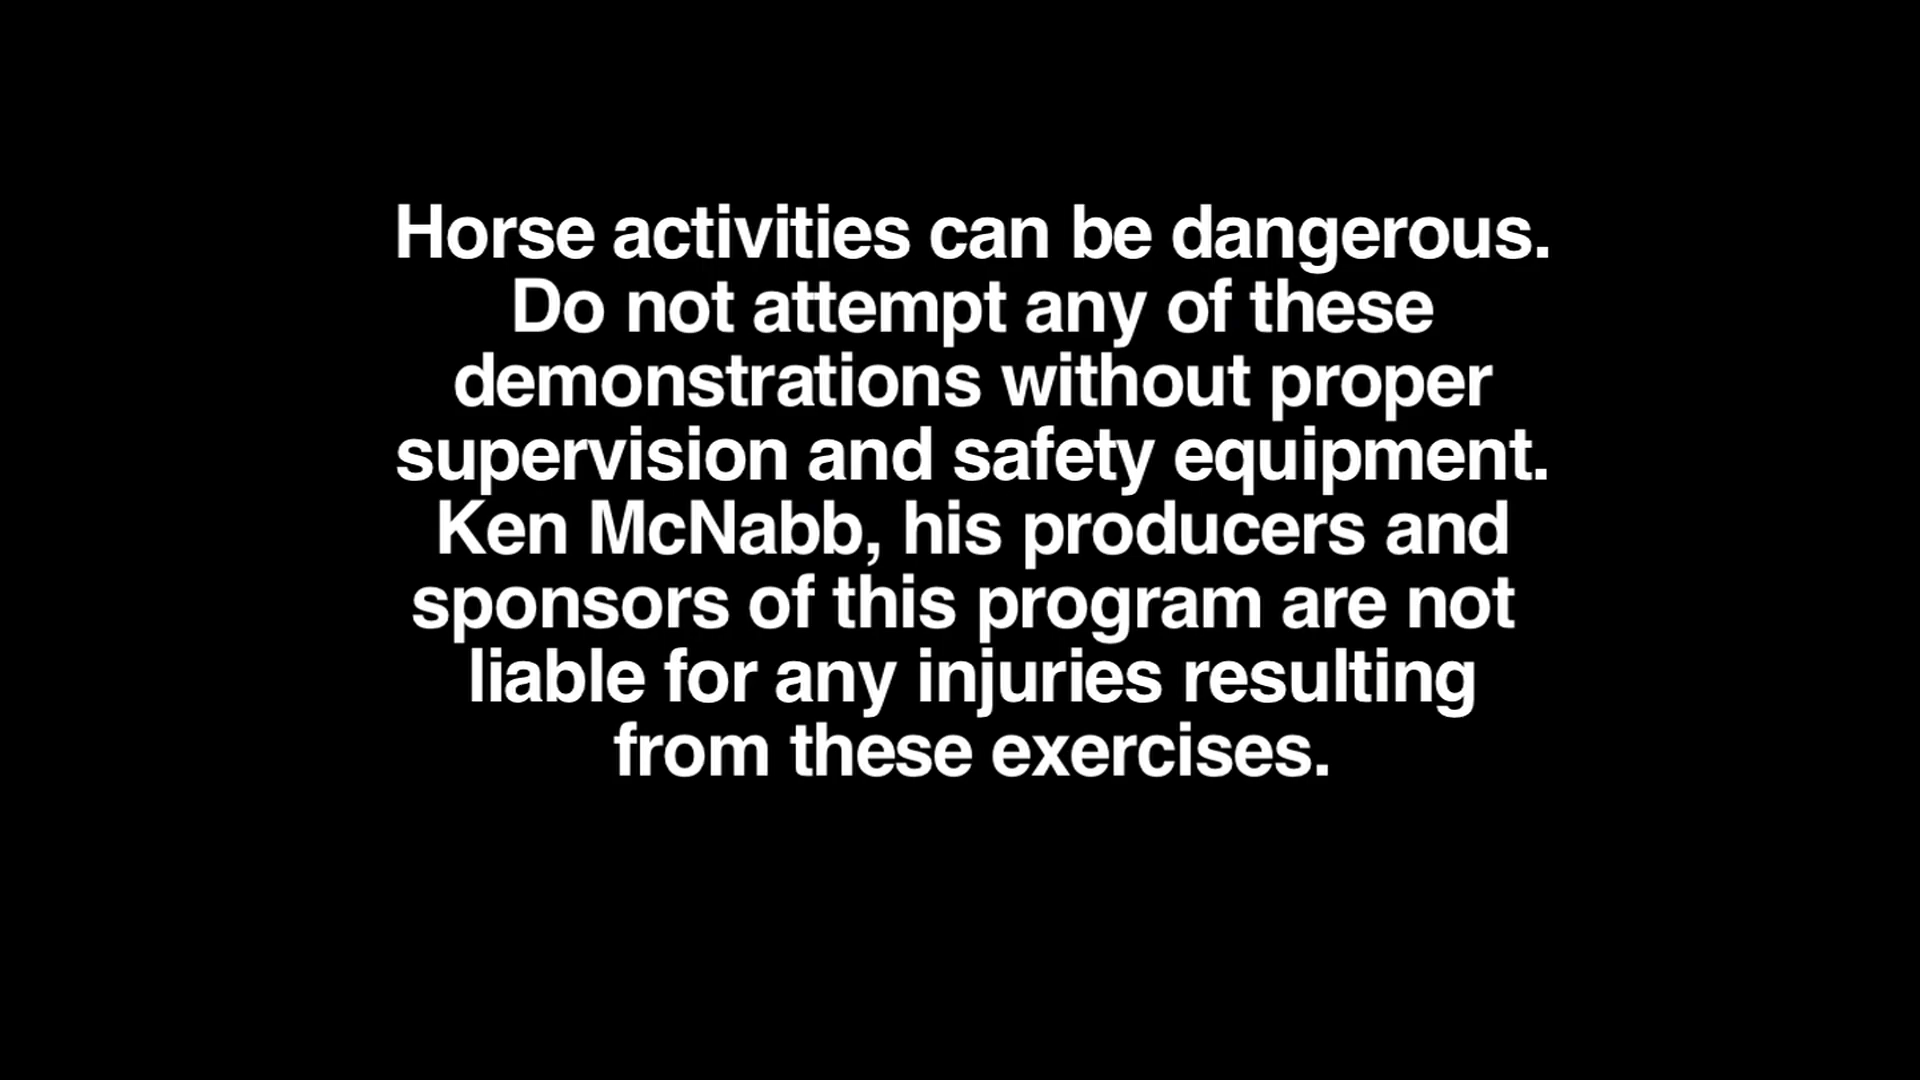 Horse activities can be dangerous.
Do not attempt any of these
demonstrations without proper
supervision and safety equipment.
Ken McNabb, his producers and
sponsors of this program are not
liable for any injuries resulting
from these exercises.